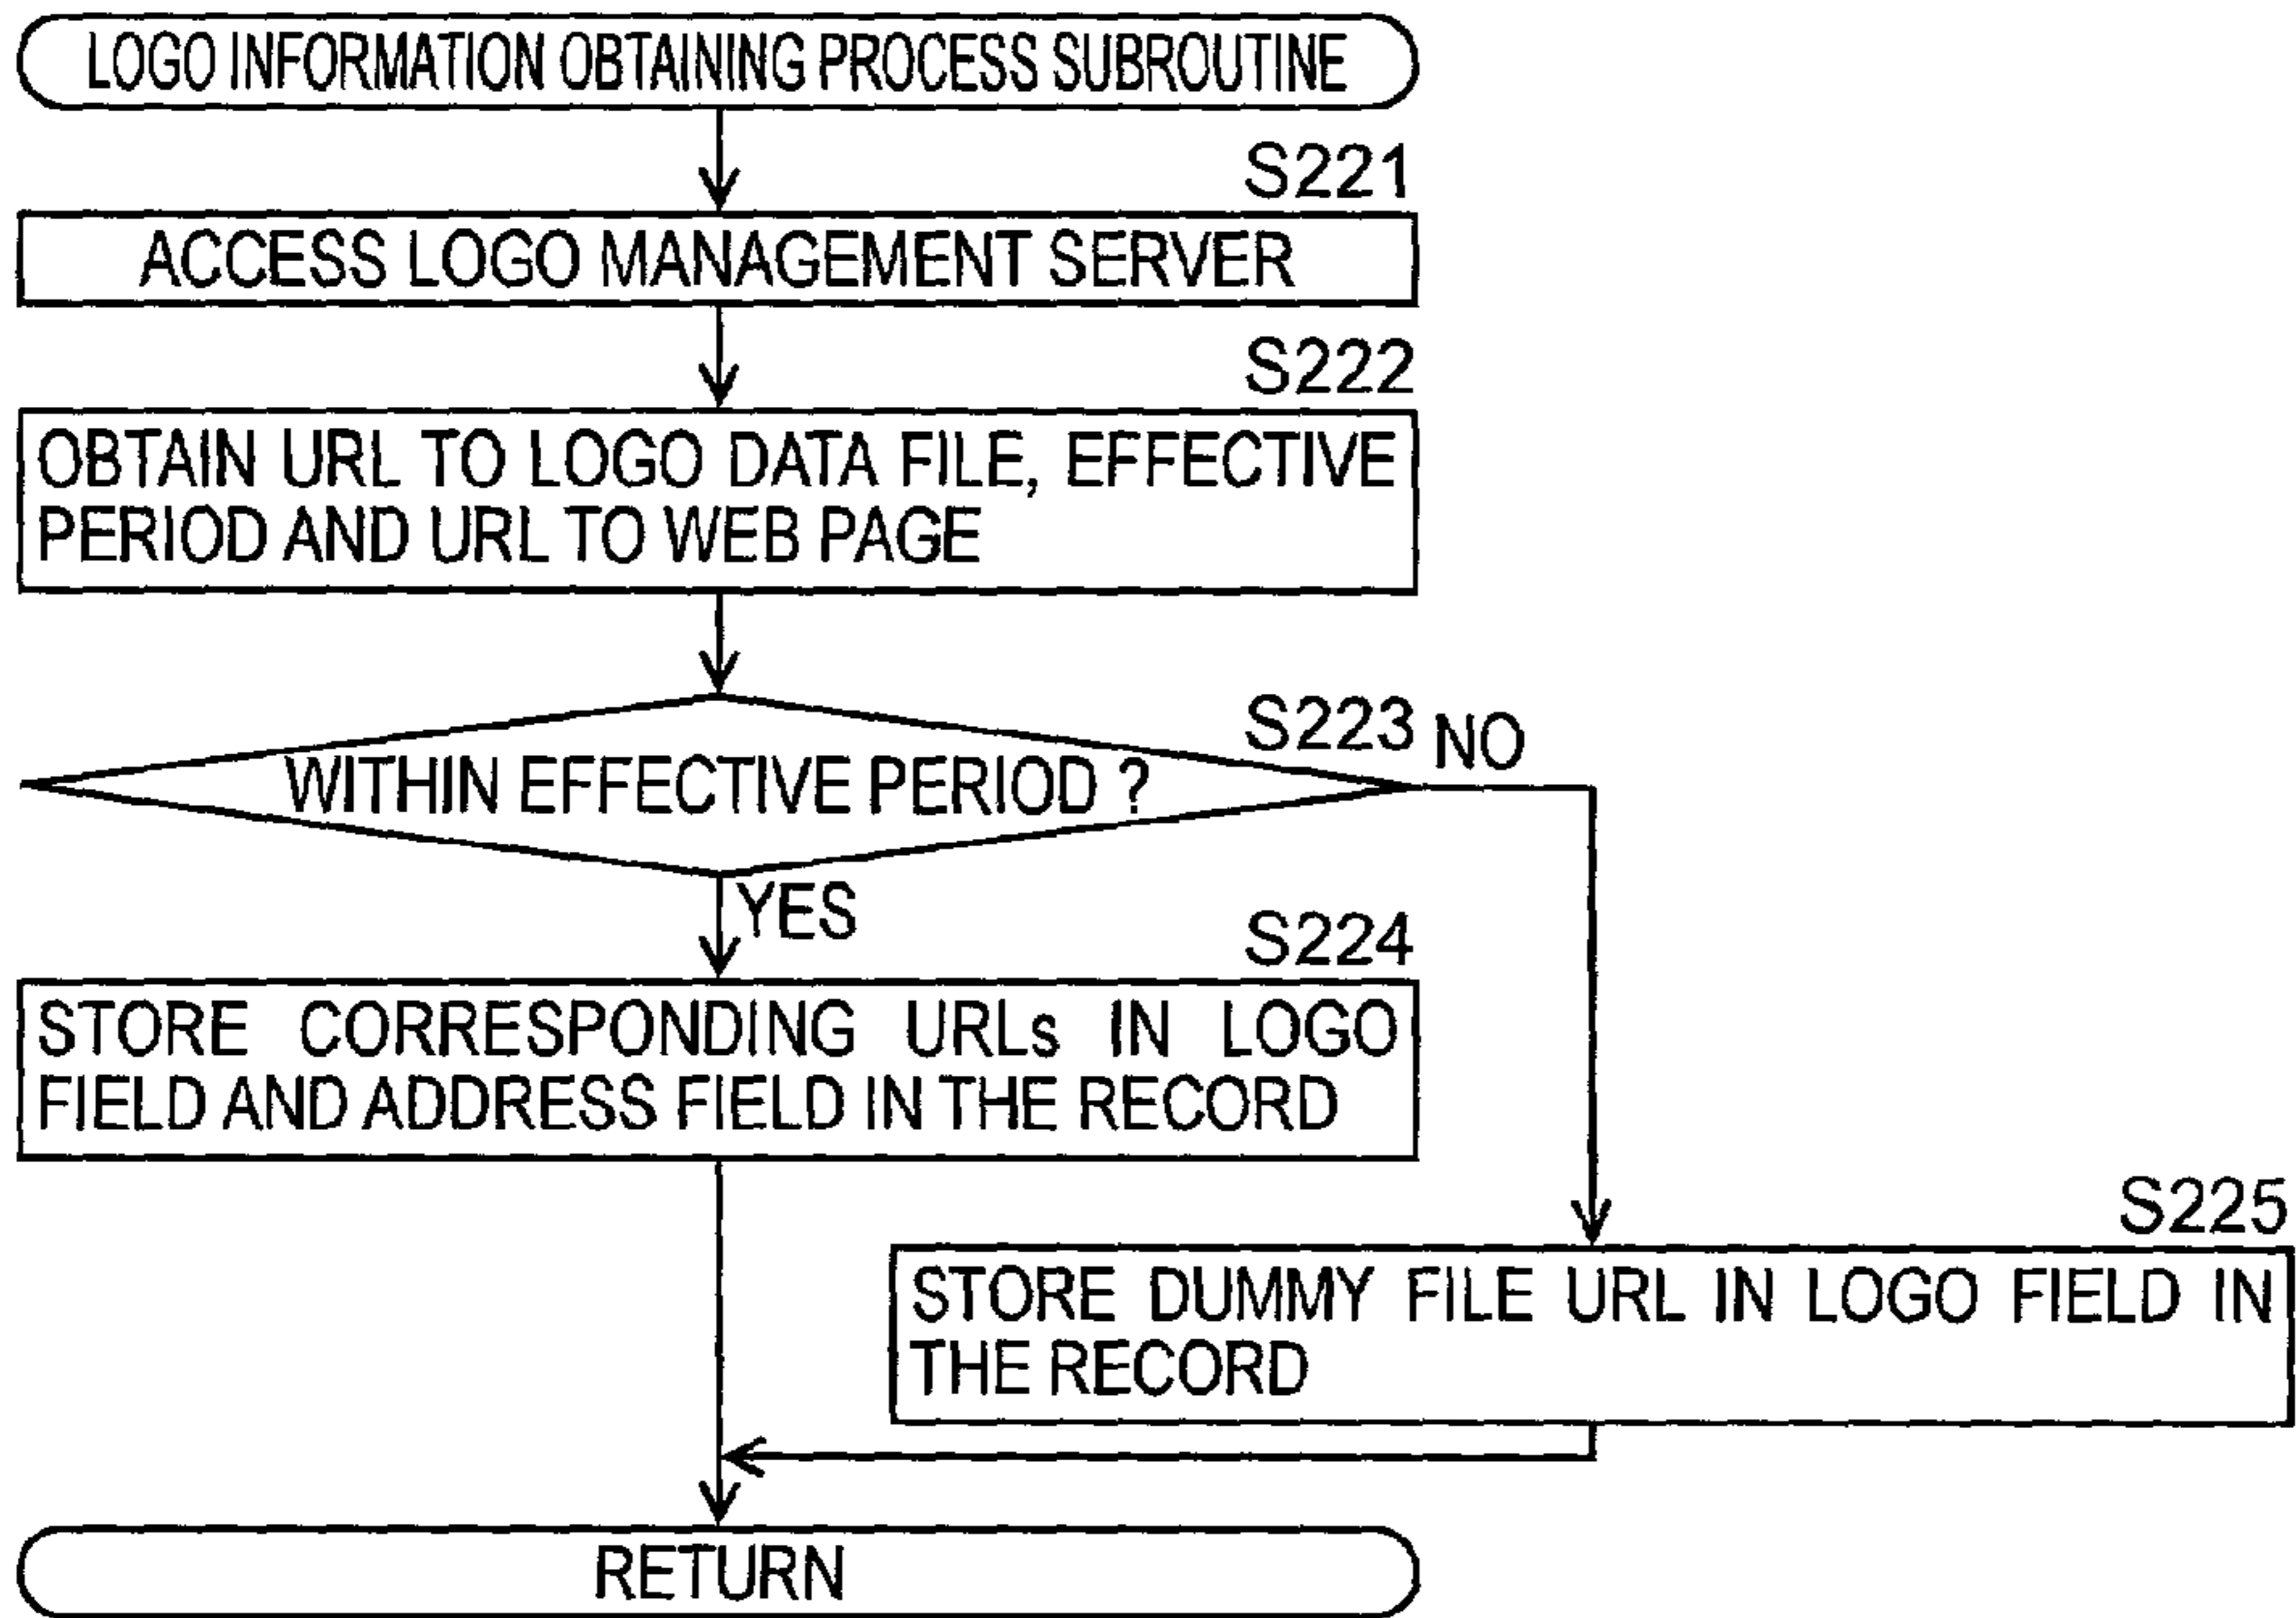 LOGO INFORMATION OBTAINING PROCESS SUBROUTINE
S221
ACCESS LOGO MANAGEMENT SERVER
S222
OBTAIN URL TO LOGO DATA FILE, EFFECTIVE
PERIOD AND URL TO WEB PAGE
S223 NO
WITHIN EFFECTIVE PERIOD ?
YES
S224
STORE CORRESPONDING URLs IN LOGO
FIELD AND ADDRESS FIELD IN THE RECORD
S225
STORE DUMMY FILE URL IN LOGO FIELD IN
THE RECORD
RETURN